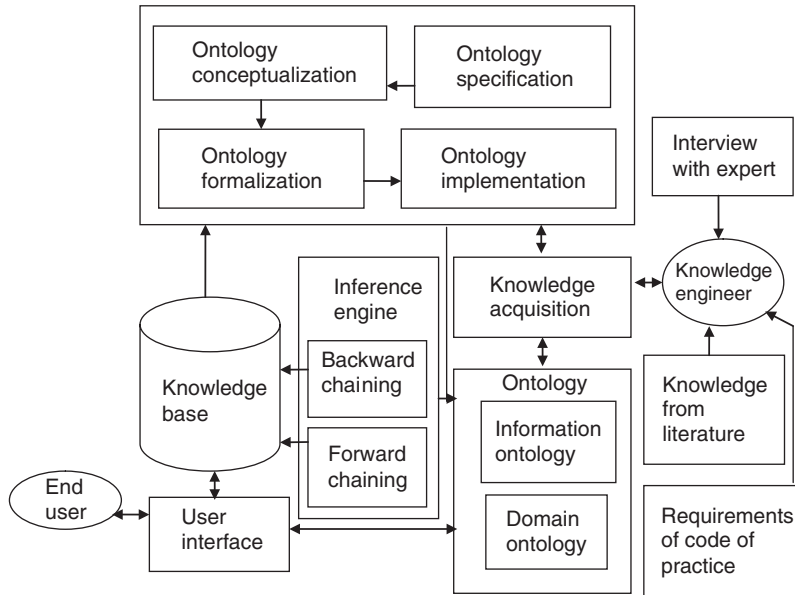 Ontology
conceptualization
Ontology
specification
Ontology
formalization
Ontology
implementation
Interview
with expert
Inference
engine
Knowledge
acquisition
Knowledge
engineer
Backward
chaining
Knowledge
base
Forward
chaining
Ontology
Information
ontology
Domain
ontology
Knowledge
from
literature
End
user
User
interface
Requirements
of code of
practice